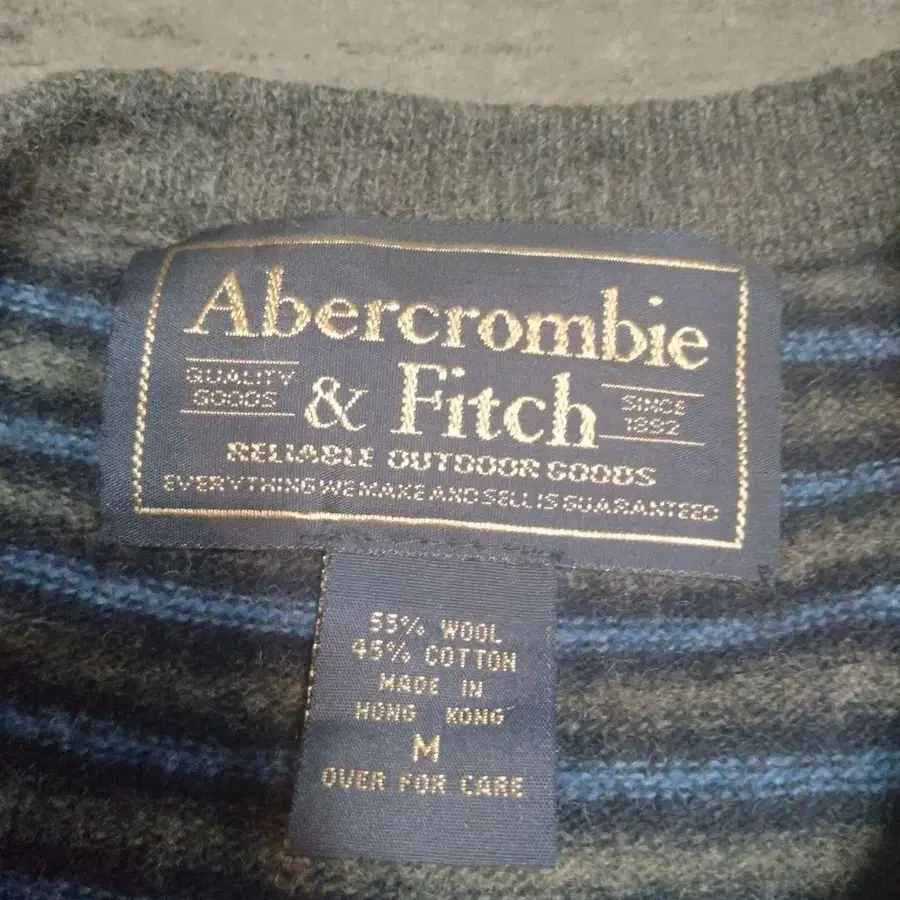 Abercrombie
QUALITY
GOODS
& Fitch
SINCE
1892
RELIABLE OUTDOOR GOODS
EVERYTHING WE MAKE AND SELL IS GUARANTEED
55% WOOL
45% COTTON
MADE IN
HONG KONG
M
OVER FOR CARE